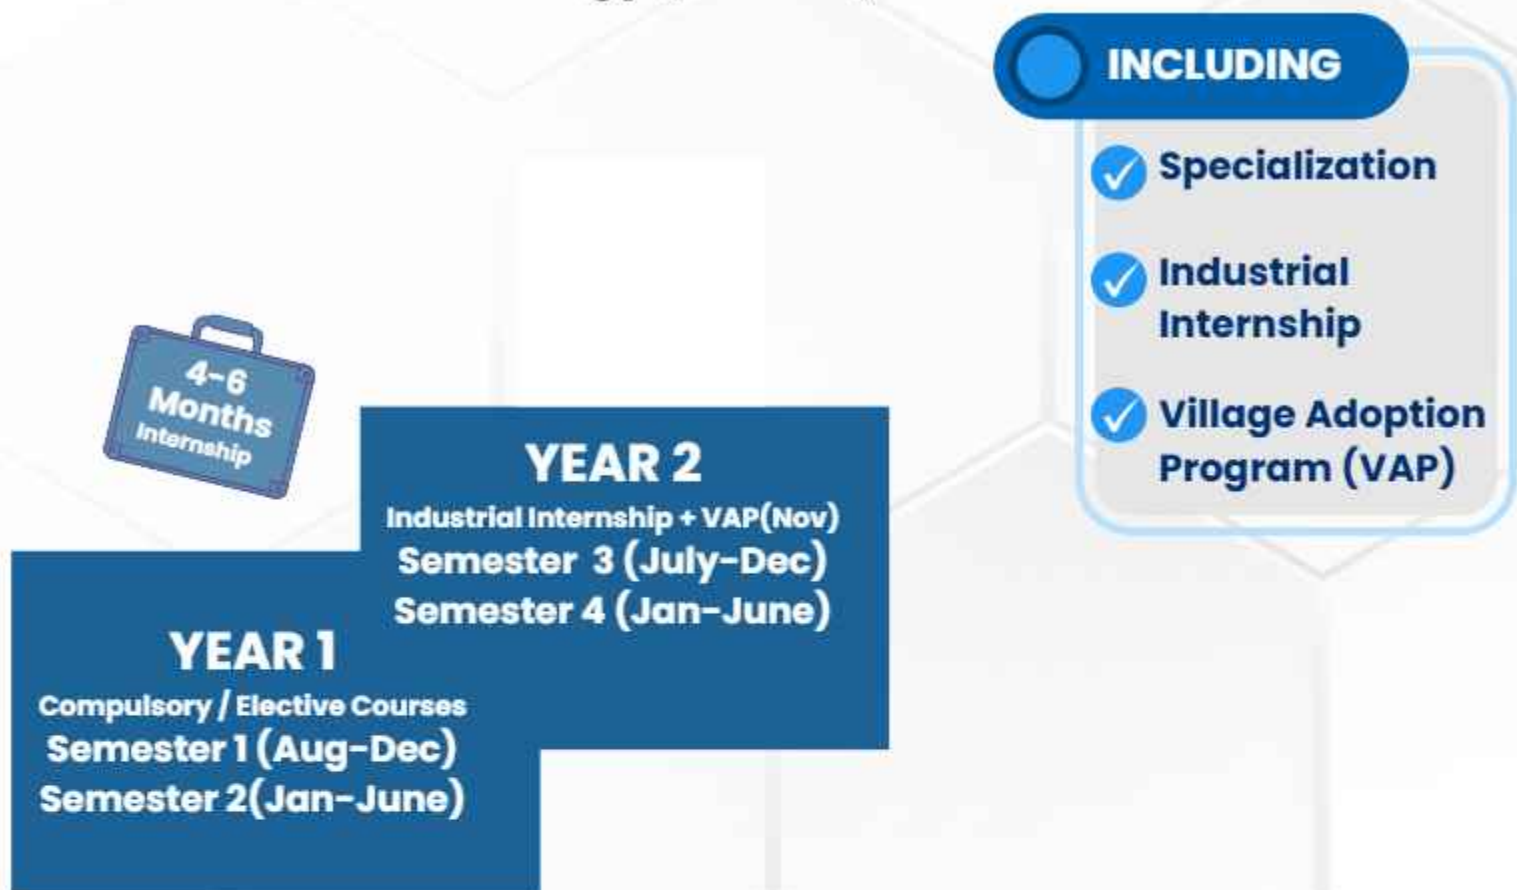 INCLUDING
Specialization
Industrial
Internship
Village Adoption
Program (VAP)
4-6
Months
Internship
YEAR 2
Industrial Internship + VAP(Nov)
Semester 3 (July-Dec)
Semester 4 (Jan-June)
YEAR 1
Compulsory / Elective Courses
Semester 1 (Aug-Dec)
Semester 2(Jan-June)